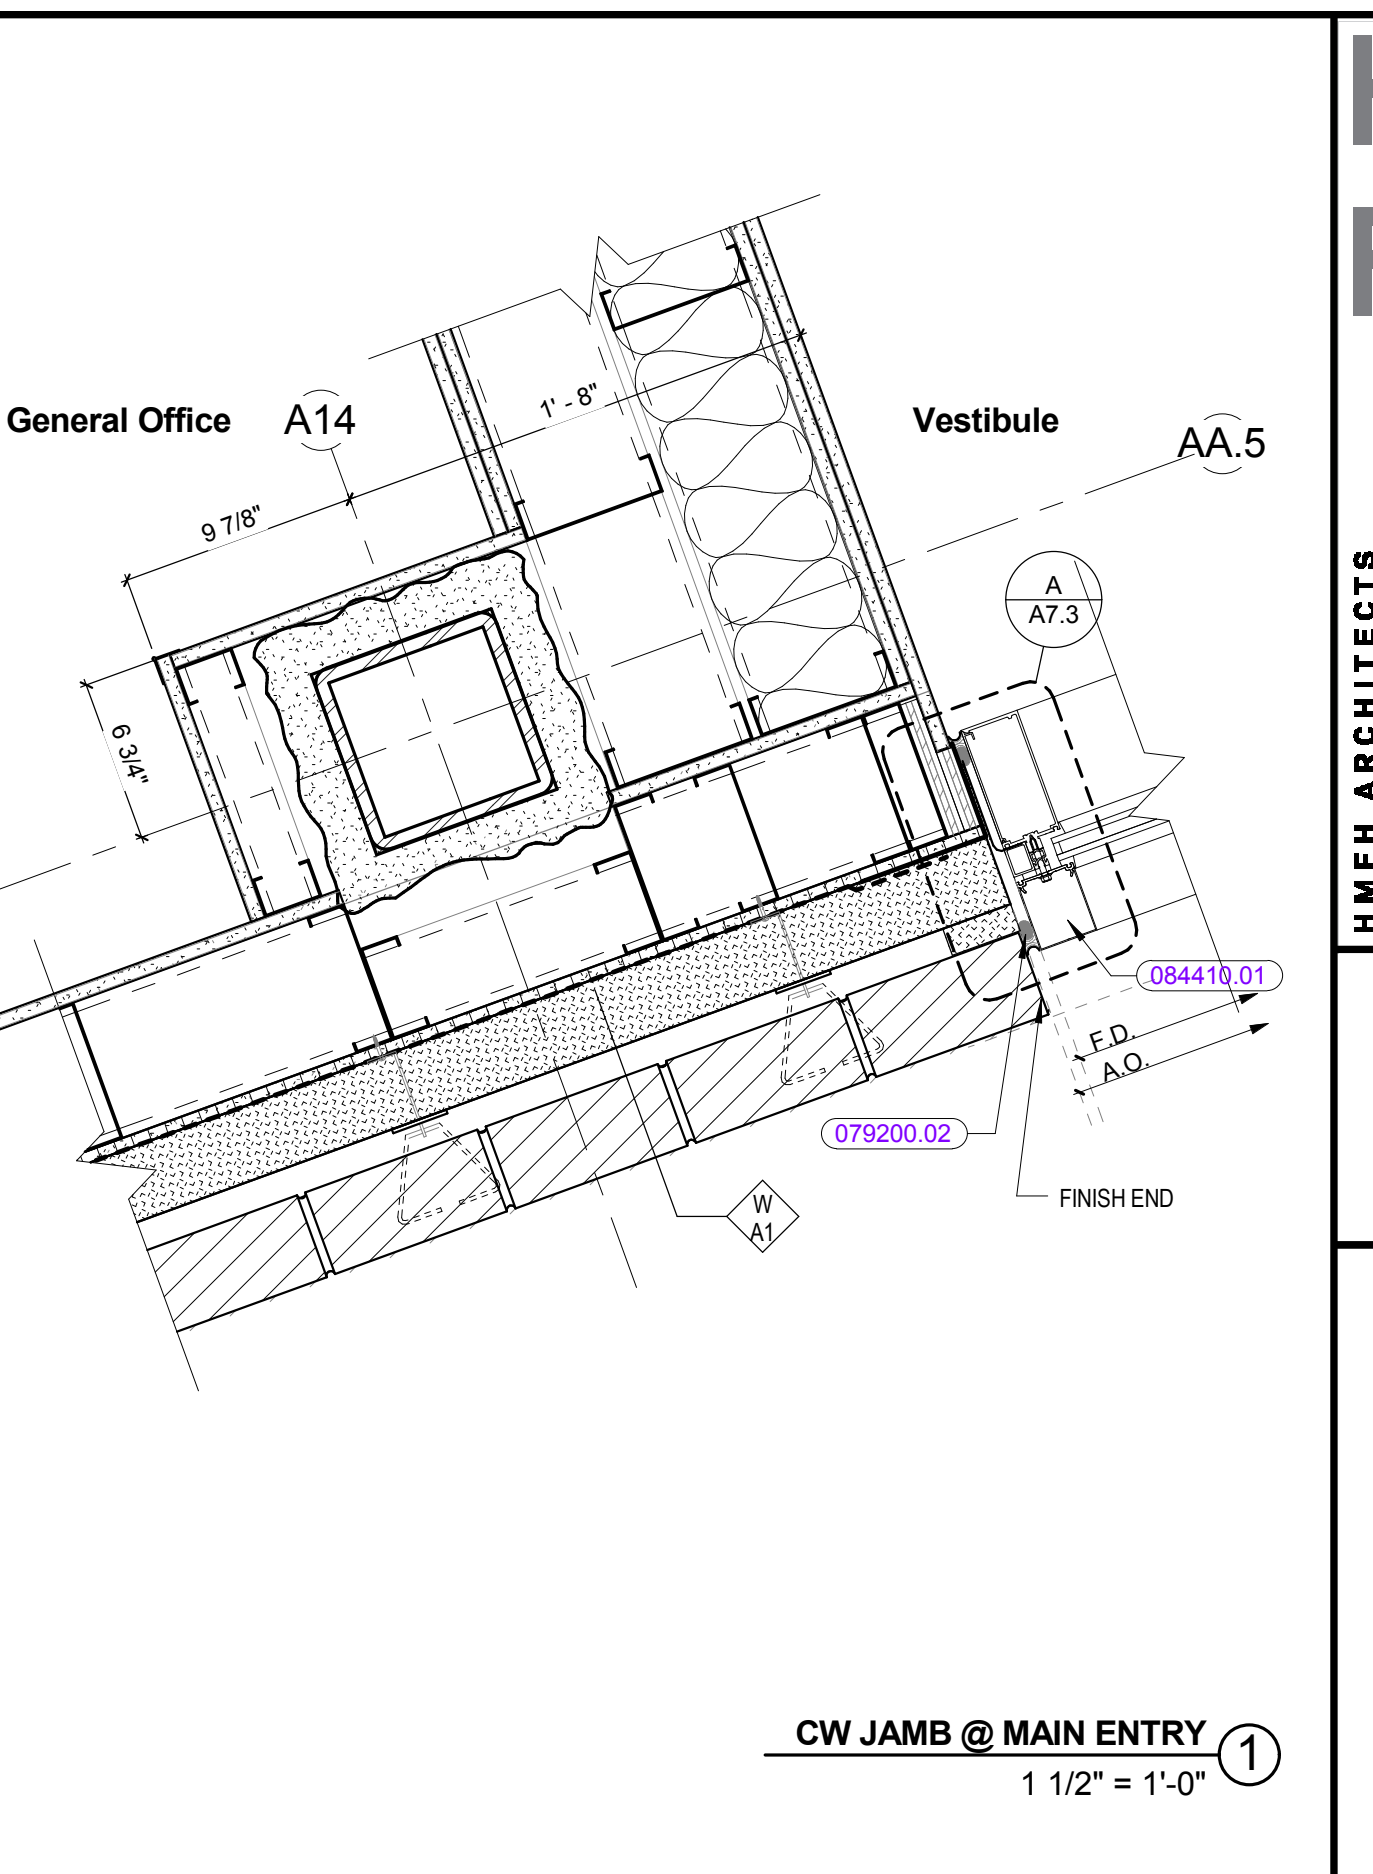 General Office
A14
1' - 8"
Vestibule
AA.5
9 7/8"
6 3/4"
A
A7.3
HMFH ARCHITECTS
084410.01
F.D.
A.O.
079200.02
FINISH END
W
A1
CW JAMB @ MAIN ENTRY
1
1 1/2" = 1'-0"